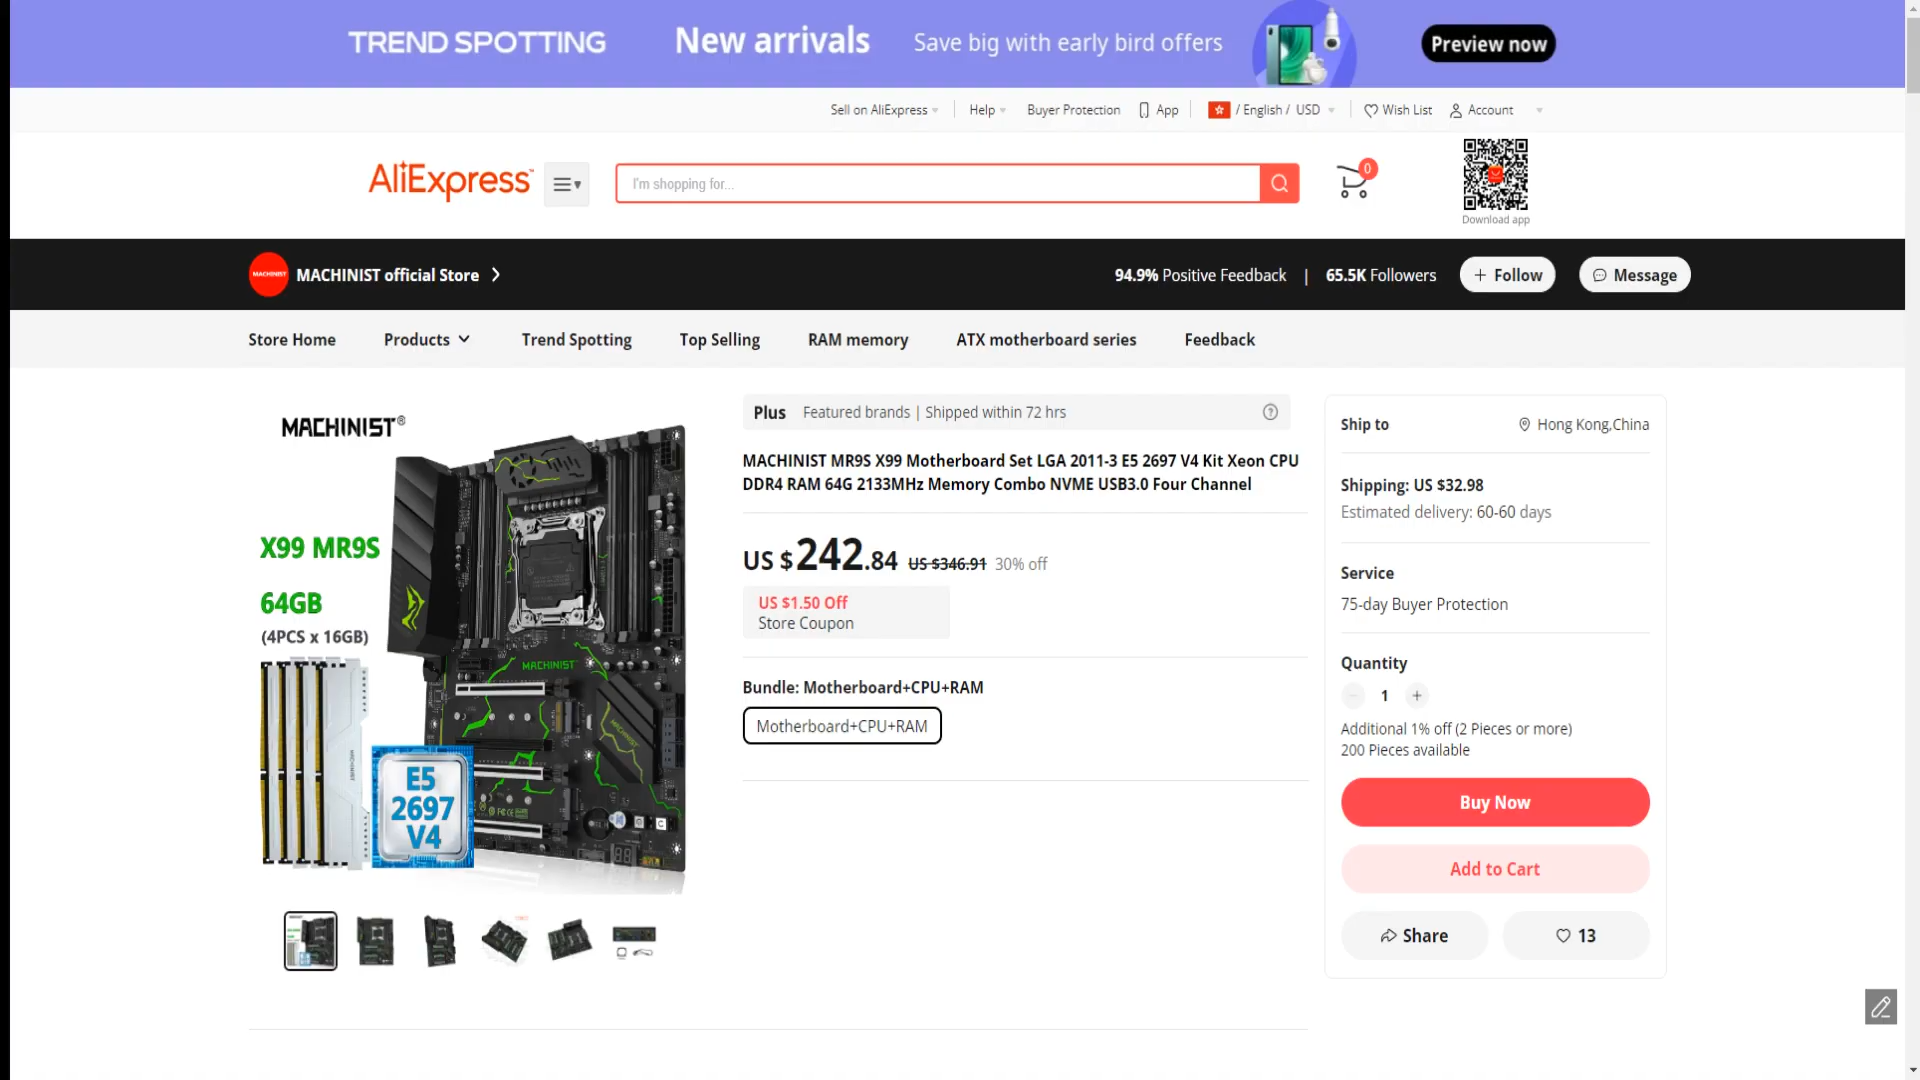 TREND SPOTTING New arrivals Save big with early bird offers Preview now
Sell on AliExpress Help Buyer Protection App / English / USD Wish List Account
AliExpress I'm shopping for... 0
Download app
MACHINIST MACHINIST official Store 94.9% Positive Feedback | 65.5K Followers + Follow Message
Store Home Products Trend Spotting Top Selling RAM memory ATX motherboard series Feedback
MACHINIST®
X99 MR9S
64GB
(4PCS x 16GB)
MACHINIST
E5
2697
V4
Plus Featured brands | Shipped within 72 hrs
MACHINIST MR9S X99 Motherboard Set LGA 2011-3 E5 2697 V4 Kit Xeon CPU
DDR4 RAM 64G 2133MHz Memory Combo NVME USB3.0 Four Channel
US $242.84 US $346.91 30% off
US $1.50 Off
Store Coupon
Bundle: Motherboard+CPU+RAM
Motherboard+CPU+RAM
Ship to Hong Kong,China
Shipping: US $32.98
Estimated delivery: 60-60 days
Service
75-day Buyer Protection
Quantity
1 +
Additional 1% off (2 Pieces or more)
200 Pieces available
Buy Now
Add to Cart
Share 13